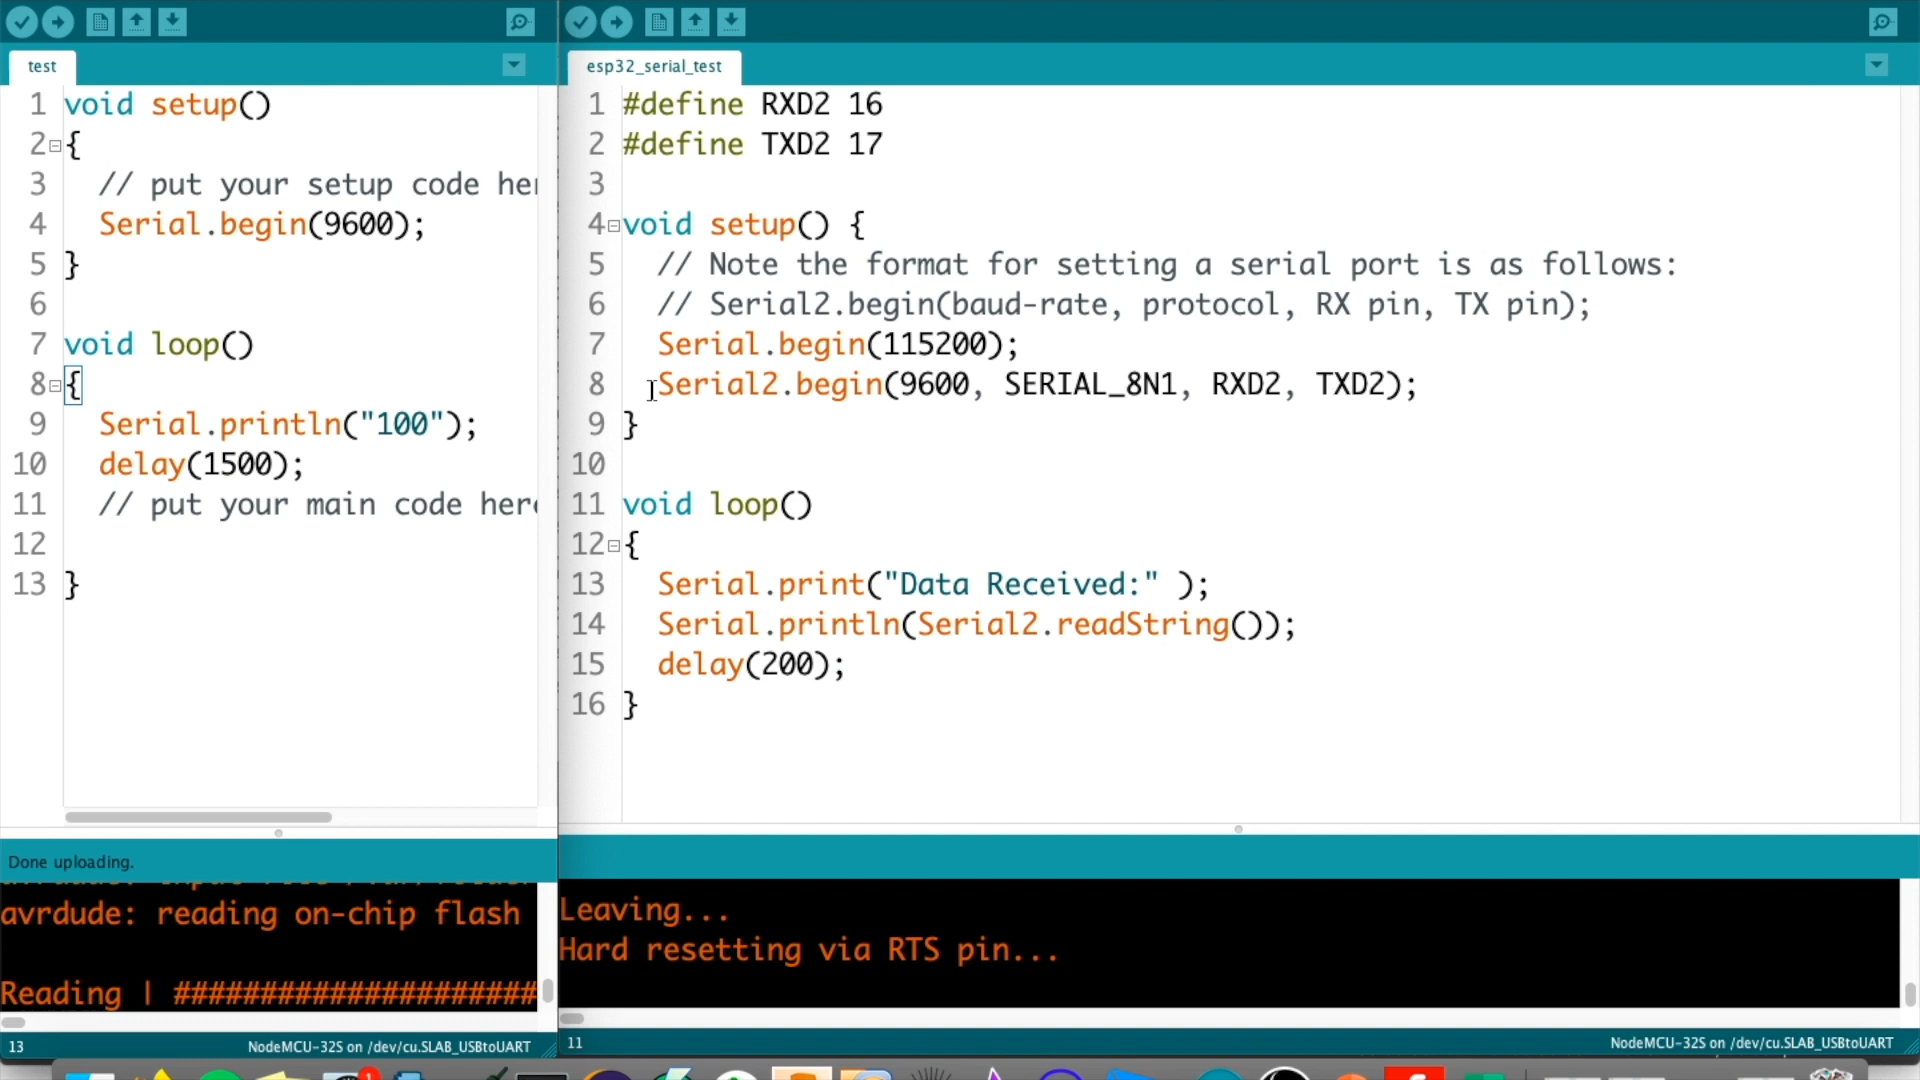 test
1 void setup()
2 {
3 // put your setup code her
4 Serial.begin(9600);
5 }
6
7 void loop()
8 {
9 Serial.println("100");
10 delay(1500);
11 // put your main code here
12
13 }
Done uploading.
avrdude: reading on-chip flash
Reading | #####################
13
NodeMCU-32S on /dev/cu.SLAB_USBtoUART
esp32_serial_test
1 #define RXD2 16
2 #define TXD2 17
3
4 void setup() {
5 // Note the format for setting a serial port is as follows:
6 // Serial2.begin(baud-rate, protocol, RX pin, TX pin);
7 Serial.begin(115200);
8 Serial2.begin(9600, SERIAL_8N1, RXD2, TXD2);
9 }
10
11 void loop()
12 {
13 Serial.print("Data Received:" );
14 Serial.println(Serial2.readString());
15 delay(200);
16 }
Leaving...
Hard resetting via RTS pin...
11
NodeMCU-32S on /dev/cu.SLAB_USBtoUART
1